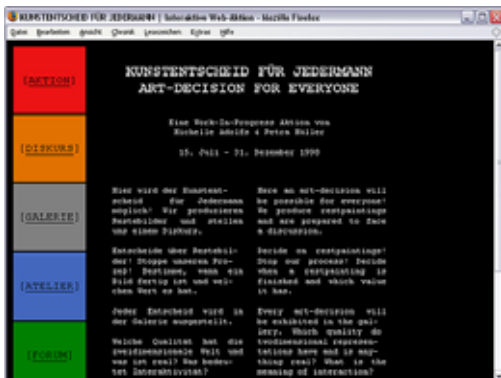 KUNSTENTSCHEID FÜR JEDERMANN | Interaktive Web-Aktion - Mozilla Firefox
Datei Bearbeiten Ansicht Chronik Lesezeichen Extras Hilfe
KUNSTENTSCHEID FÜR JEDERMANN
ART-DECISION FOR EVERYONE
Eine Work-In-Progress Aktion von
Michelle Adolfs & Petra Müller
15. Juli - 31. Dezember 1998
[AKTION]
[DISKURS]
[GALERIE]
[ATELIER]
[FORUM]
Hier wird der Kunstent-
scheid für Jedermann
möglich! Wir produzieren
Restebilder und stellen
uns einem Diskurs.
Entscheide über Restebil-
der! Stoppe unseren Pro-
zeß! Bestimme, wann ein
Bild fertig ist und wel-
chen Wert es hat.
Jeder Entscheid wird in
der Galerie ausgestellt.
Welche Qualität hat die
zweidimensionale Welt und
was ist real? Was bedeu-
tet Interaktivität?
Here an art-decision will
be possible for everyone!
We produce restpaintings
and are prepared to face
a discussion.
Decide on restpaintings!
Stop our process! Decide
when a restpainting is
finished and which value
it has.
Every art-decision will
be exhibited in the gal-
lery. Which quality do
twodimensional represen-
tations have and is any-
thing real? What is the
meaning of interaction?